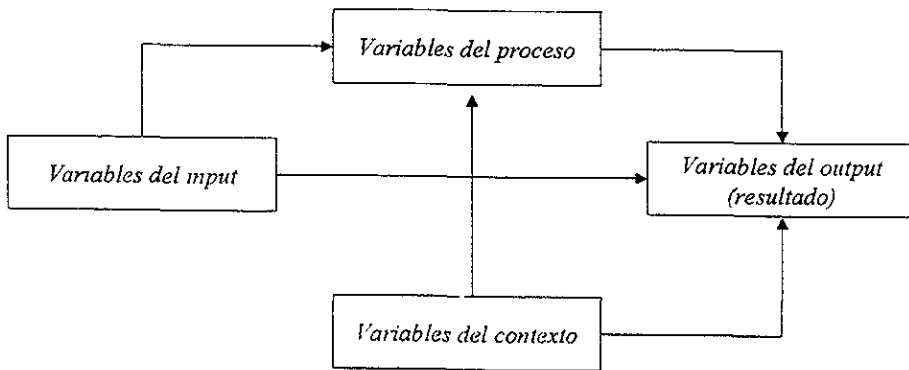 Variables del proceso
Variables del input
Variables del output
(resultado)
Variables del contexto